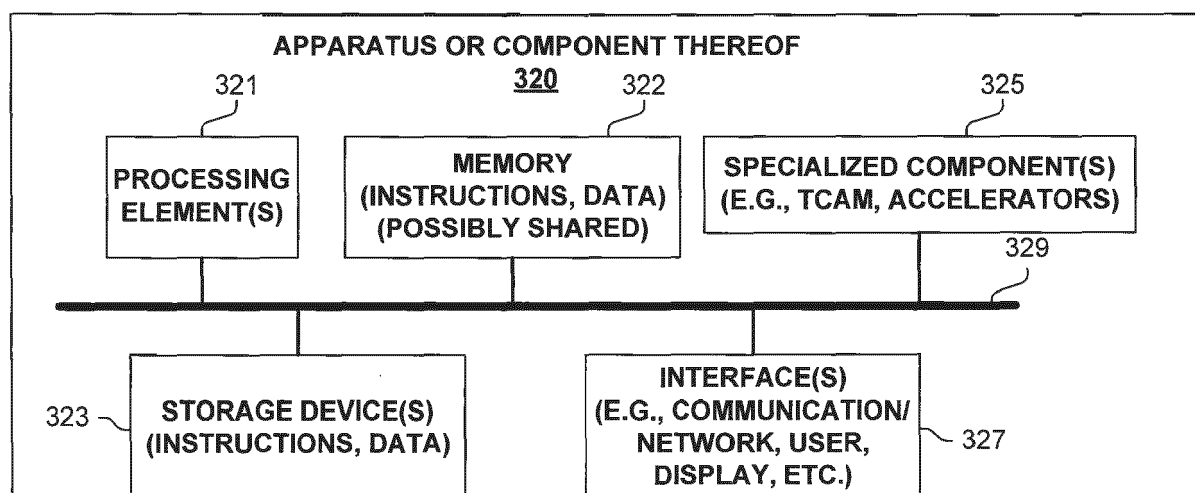 APPARATUS OR COMPONENT THEREOF
320
321
322
325
PROCESSING
ELEMENT(S)
MEMORY
(INSTRUCTIONS, DATA)
(POSSIBLY SHARED)
SPECIALIZED COMPONENT(S)
(E.G., TCAM, ACCELERATORS)
329
323
STORAGE DEVICE(S)
(INSTRUCTIONS, DATA)
INTERFACE(S)
(E.G., COMMUNICATION/
NETWORK, USER,
DISPLAY, ETC.)
327